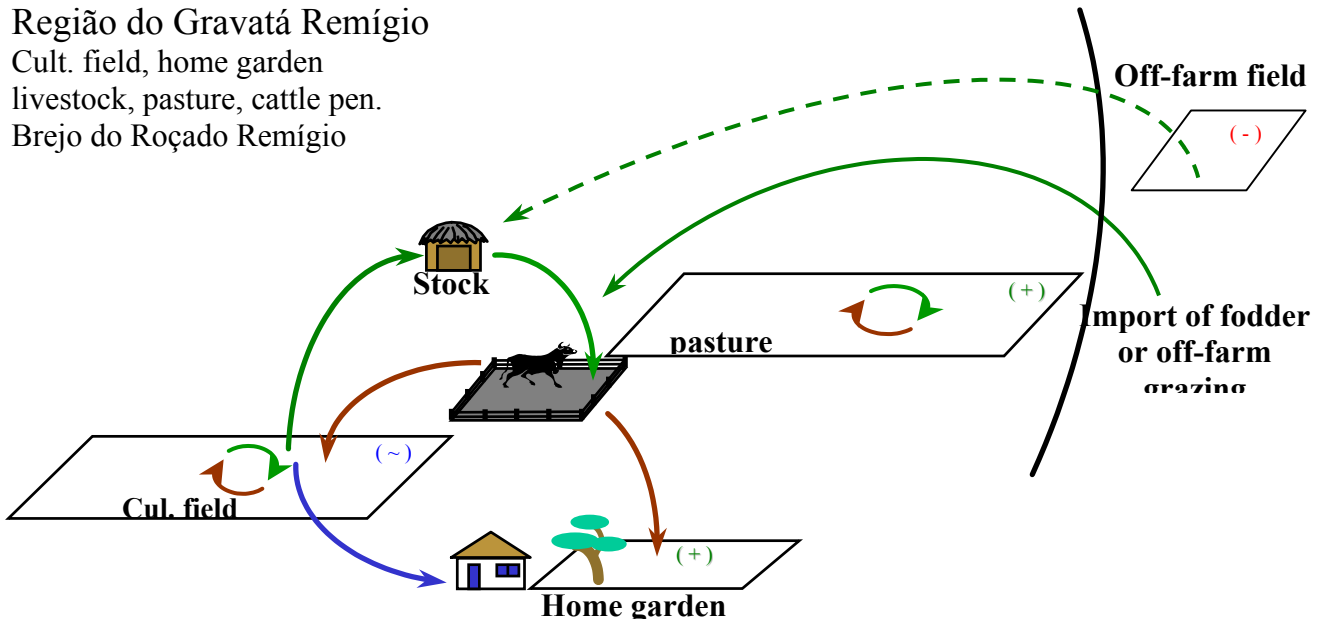 Região do Gravatá Remígio
Cult. field, home garden
livestock, pasture, cattle pen.
Brejo do Roçado Remígio
Off-farm field
( - )
Stock
( + )
pasture
Import of fodder
or off-farm
grazing
( ~ )
Cul. field
( + )
Home garden